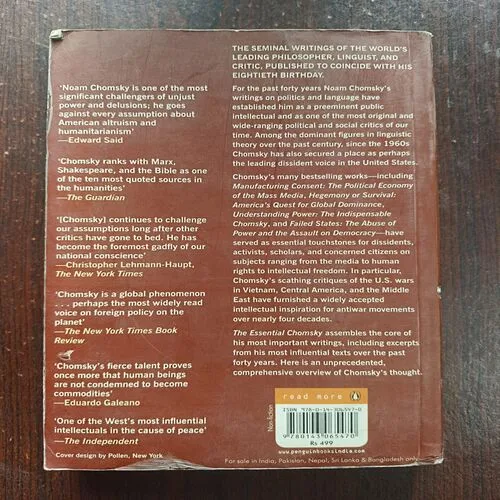 'Noam Chomsky is one of the most
significant challengers of unjust
power and delusions; he goes
against every assumption about
American altruism and
humanitarianism'
—Edward Said
'Chomsky ranks with Marx,
Shakespeare, and the Bible as one
of the ten most quoted sources in
the humanities'
—The Guardian
'[Chomsky] continues to challenge
our assumptions long after other
critics have gone to bed. He has
become the foremost gadfly of our
national conscience'
—Christopher Lehmann-Haupt,
The New York Times
'Chomsky is a global phenomenon
. . . perhaps the most widely read
voice on foreign policy on the
planet'
—The New York Times Book
Review
'Chomsky's fierce talent proves
once more that human beings
are not condemned to become
commodities'
—Eduardo Galeano
'One of the West's most influential
intellectuals in the cause of peace'
—The Independent
Cover design by Pollen, New York
THE SEMINAL WRITINGS OF THE WORLD'S
LEADING PHILOSOPHER, LINGUIST, AND
CRITIC, PUBLISHED TO COINCIDE WITH HIS
EIGHTIETH BIRTHDAY.
For the past forty years Noam Chomsky's
writings on politics and language have
established him as a preeminent public
intellectual and as one of the most original and
wide-ranging political and social critics of our
time. Among the dominant figures in linguistic
theory over the past century, since the 1960s
Chomsky has also secured a place as perhaps
the leading dissident voice in the United States.
Chomsky's many bestselling works—including
Manufacturing Consent: The Political Economy
of the Mass Media, Hegemony or Survival:
America's Quest for Global Dominance,
Understanding Power: The Indispensable
Chomsky, and Failed States: The Abuse of
Power and the Assault on Democracy—have
served as essential touchstones for dissidents,
activists, scholars, and concerned citizens on
subjects ranging from the media to human
rights to intellectual freedom. In particular,
Chomsky's scathing critiques of the U.S. wars
in Vietnam, Central America, and the Middle
East have furnished a widely accepted
intellectual inspiration for antiwar movements
over nearly four decades.
The Essential Chomsky assembles the core of
his most important writings, including excerpts
from his most influential texts over the past
forty years. Here is an unprecedented,
comprehensive overview of Chomsky's thought.
read more
Non-fiction
ISBN 978-0-14-306547-0
9 780143 065470
Rs 499
www.penguinbooksindia.com
For sale in India, Pakistan, Nepal, Sri Lanka & Bangladesh only